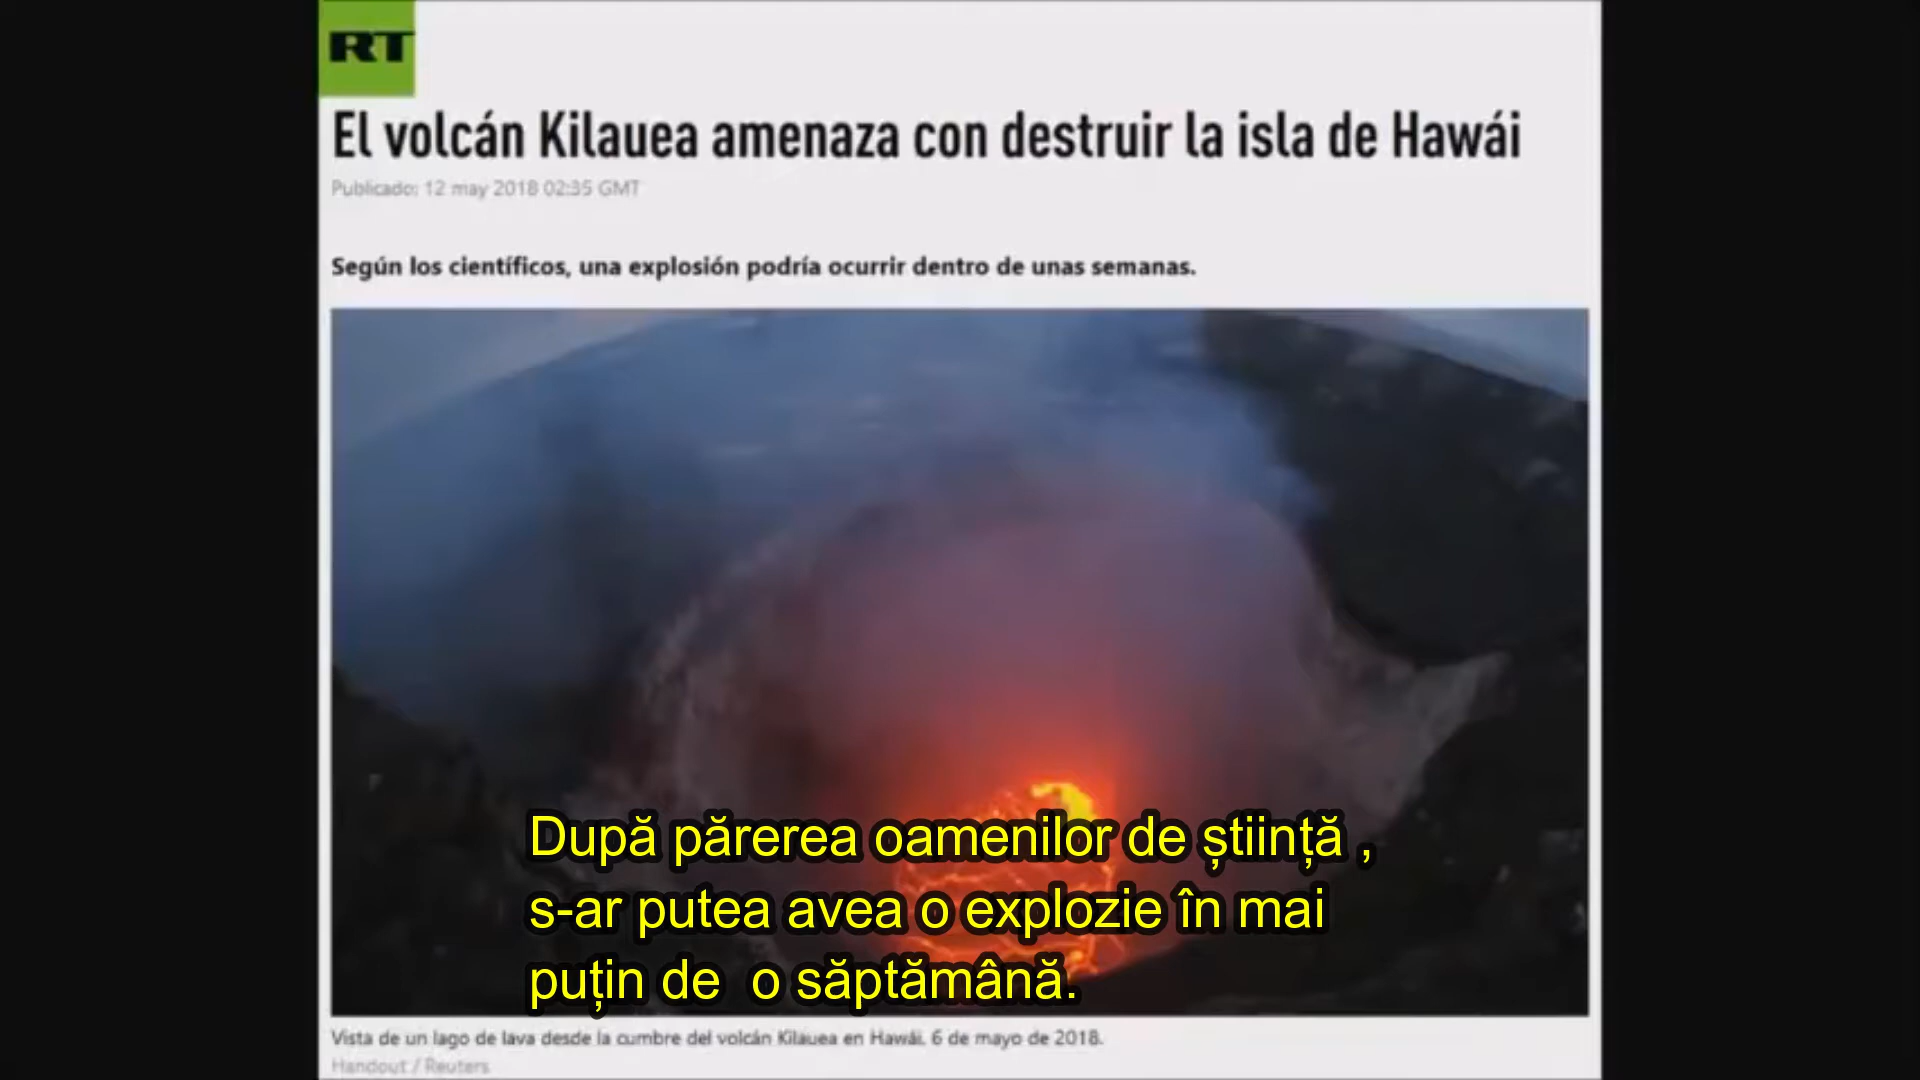 RT
El volcán Kilauea amenaza con destruir la isla de Hawái
Publicado: 12 may 2018 02:35 GMT
Según los científicos, una explosión podría ocurrir dentro de unas semanas.
După părerea oamenilor de știință ,
s-ar putea avea o explozie în mai
puțin de o săptămână.
Vista de un lago de lava desde la cumbre del volcán Kilauea en Hawái, 6 de mayo de 2018.
Handout / Reuters